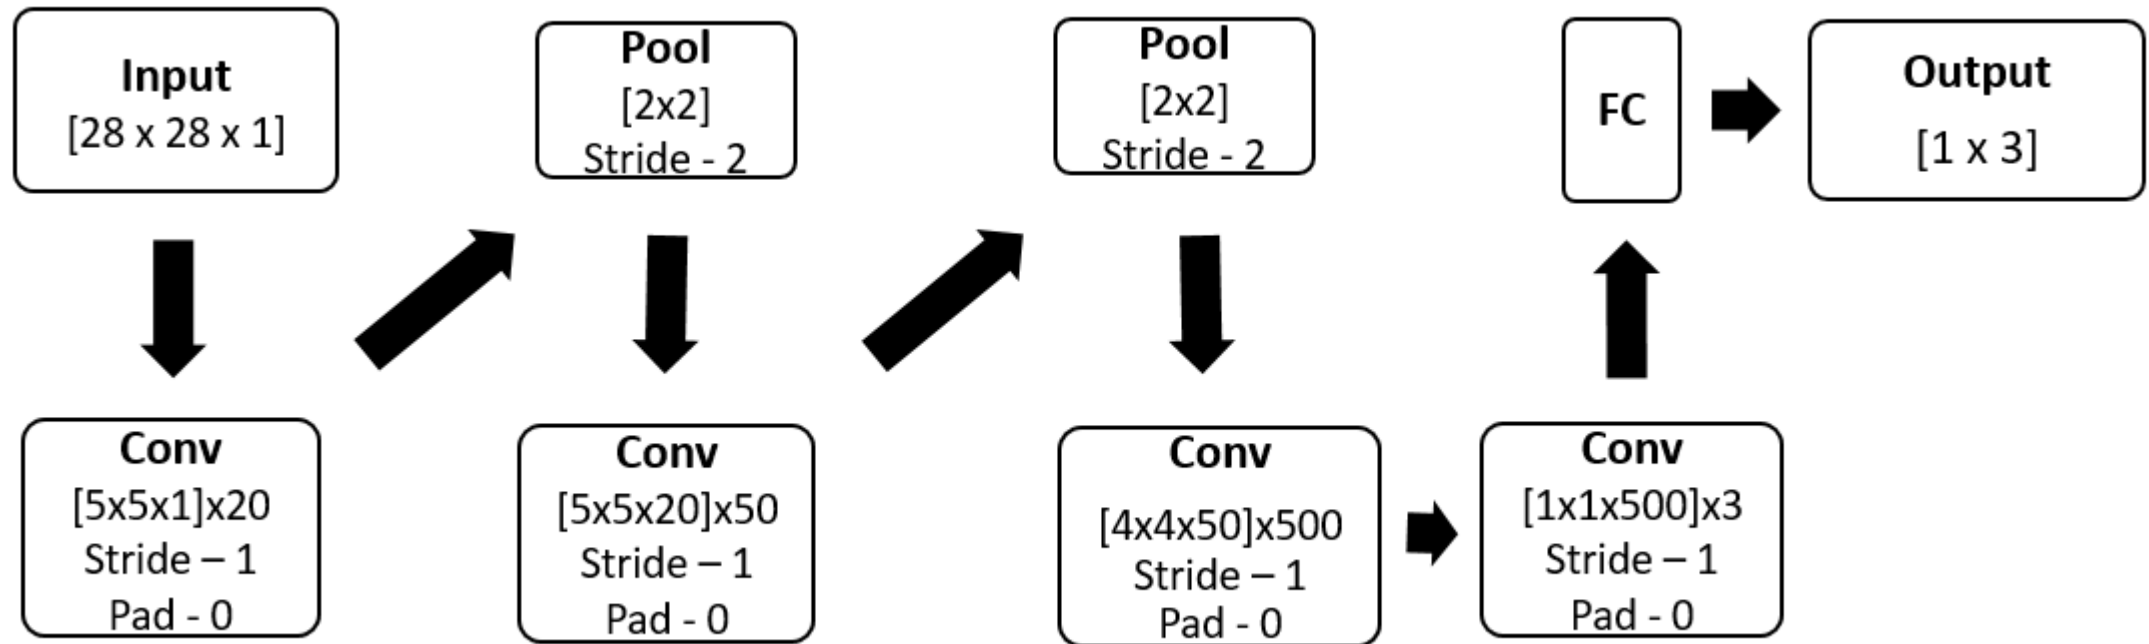 Input
[28 x 28 x 1]
Conv
[5x5x1]x20
Stride – 1
Pad - 0
Pool
[2x2]
Stride - 2
Conv
[5x5x20]x50
Stride – 1
Pad - 0
Pool
[2x2]
Stride - 2
Conv
[4x4x50]x500
Stride – 1
Pad - 0
Conv
[1x1x500]x3
Stride – 1
Pad - 0
FC
Output
[1 x 3]